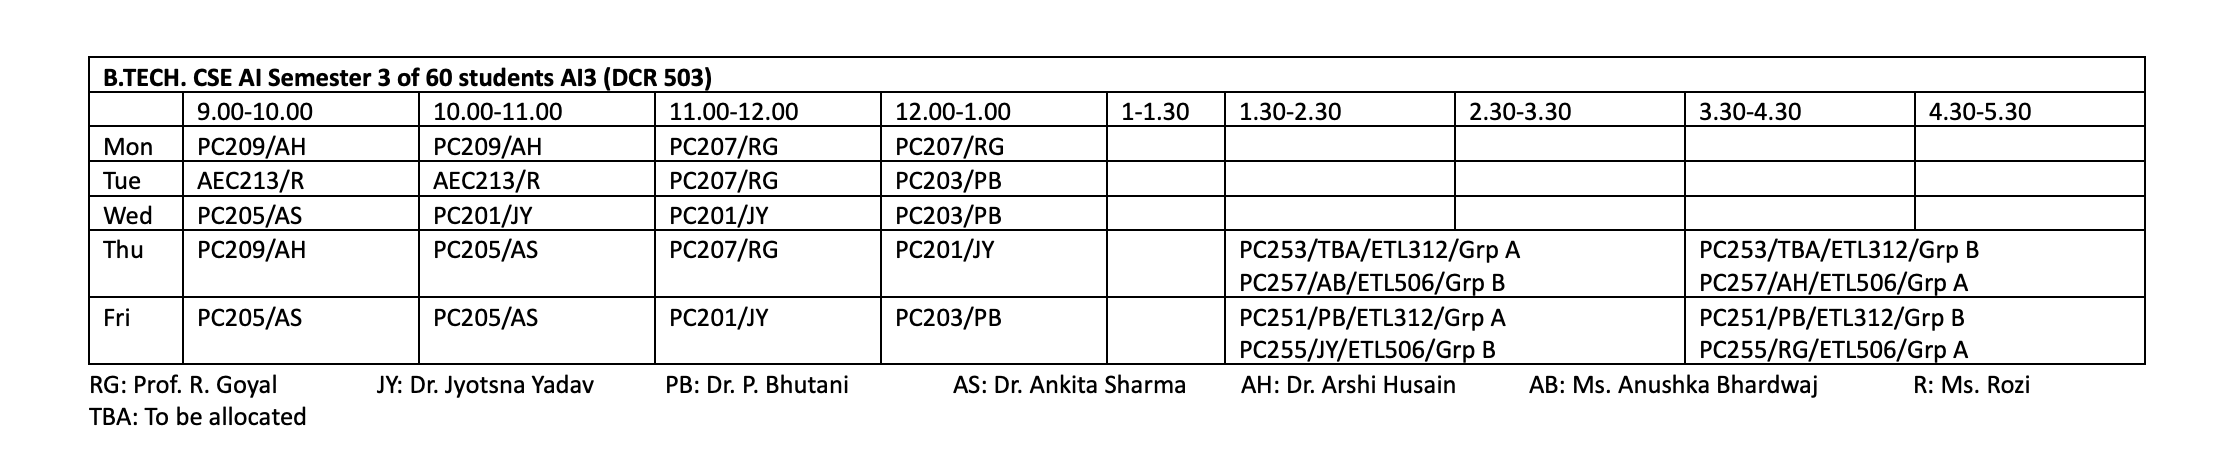 B.TECH. CSE AI Semester 3 of 60 students AI3 (DCR 503)
9.00-10.00 10.00-11.00 11.00-12.00 12.00-1.00 1-1.30 1.30-2.30 2.30-3.30 3.30-4.30 4.30-5.30
Mon PC209/AH PC209/AH PC207/RG PC207/RG
Tue AEC213/R AEC213/R PC207/RG PC203/PB
Wed PC205/AS PC201/JY PC201/JY PC203/PB
Thu PC209/AH PC205/AS PC207/RG PC201/JY PC253/TBA/ETL312/Grp A PC253/TBA/ETL312/Grp B
PC257/AB/ETL506/Grp B PC257/AH/ETL506/Grp A
Fri PC205/AS PC205/AS PC201/JY PC203/PB PC251/PB/ETL312/Grp A PC251/PB/ETL312/Grp B
PC255/JY/ETL506/Grp B PC255/RG/ETL506/Grp A
RG: Prof. R. Goyal JY: Dr. Jyotsna Yadav PB: Dr. P. Bhutani AS: Dr. Ankita Sharma AH: Dr. Arshi Husain AB: Ms. Anushka Bhardwaj R: Ms. Rozi
TBA: To be allocated